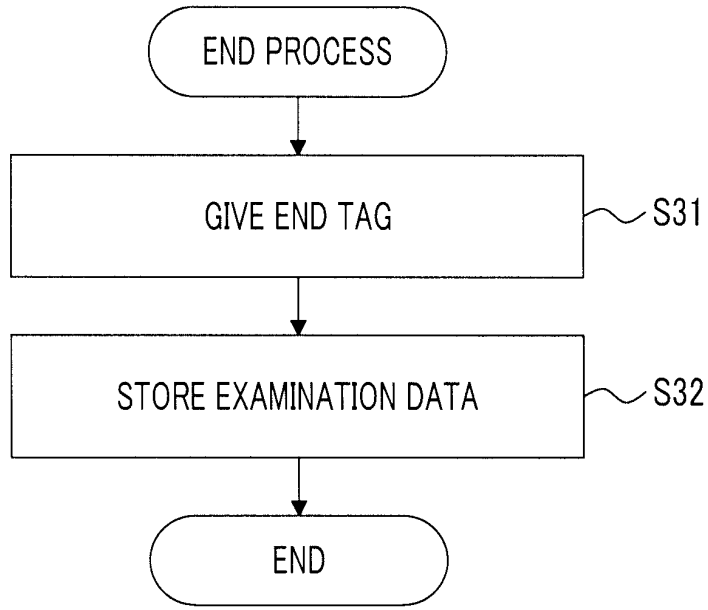 END PROCESS
GIVE END TAG
S31
STORE EXAMINATION DATA
S32
END